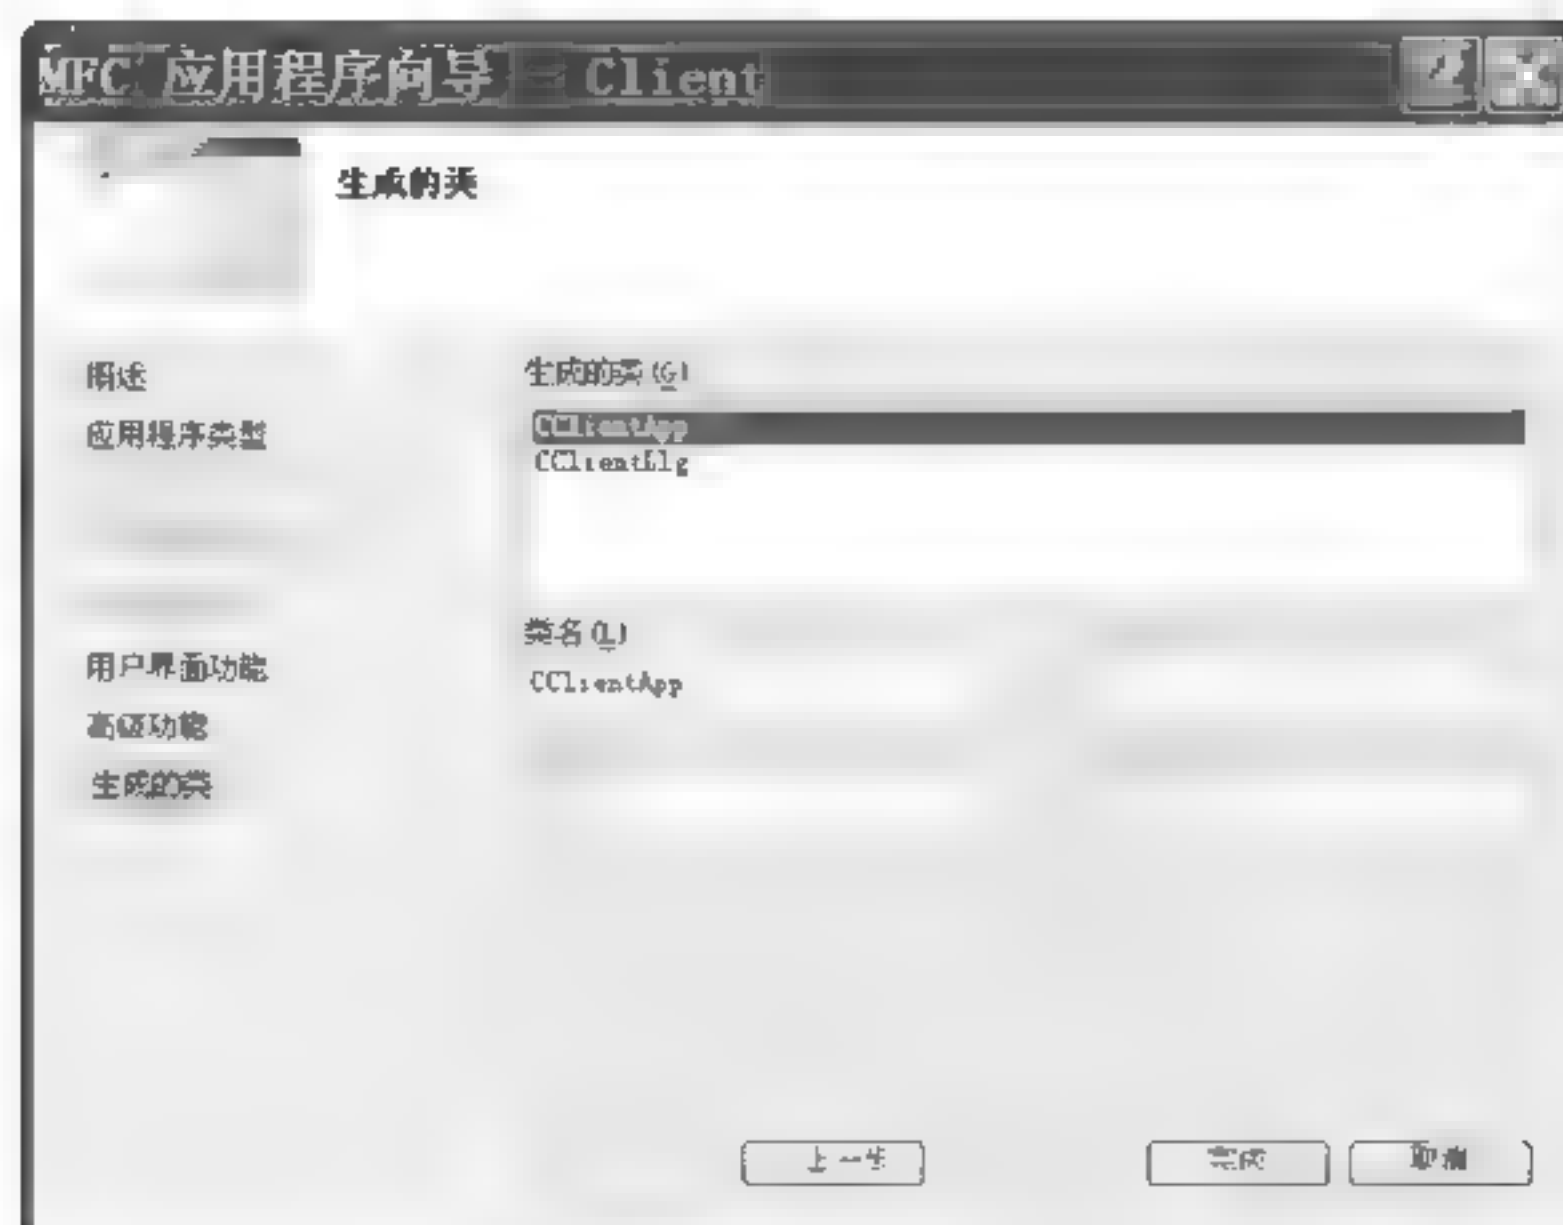 MFC 应用程序向导 - Client
生成的类
概述
应用程序类型
用户界面功能
高级功能
生成的类
生成的类(G)
CClientApp
CClientDlg
类名(L)
CClientApp
上一步
完成
取消